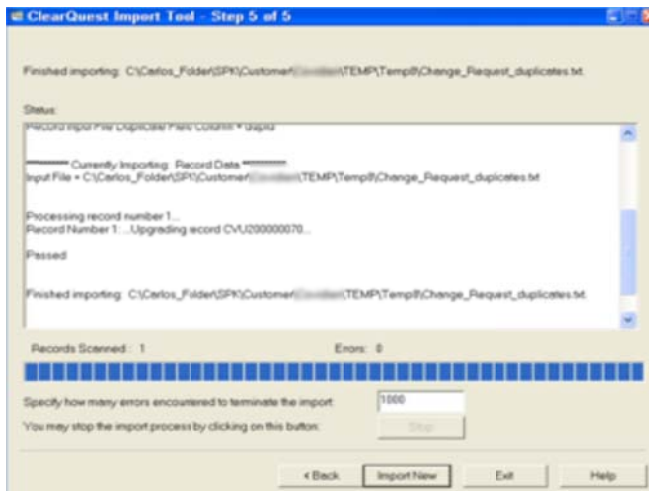 ClearQuest Import Tool - Step 5 of 5
Finished importing: C:\Carlos_Folder\SPK\Customer\ \TEMP\Temp8\Change_Request_duplicates.txt.
Status:
Record Input File Duplicate Files Column = dupid
********** Currently Importing: Record Data **********
Input File = C:\Carlos_Folder\SPK\Customer\ \TEMP\Temp8\Change_Request_duplicates.txt
Processing record number 1...
Record Number 1: ...Upgrading ecord CVU200000070...
Passed
Finished importing: C:\Carlos_Folder\SPK\Customer\ \TEMP\Temp8\Change_Request_duplicates.txt.
Records Scanned: 1
Errors: 0
Specify how many errors encountered to terminate the import:
1000
You may stop the import process by clicking on this button:
Stop
< Back
Import New
Exit
Help